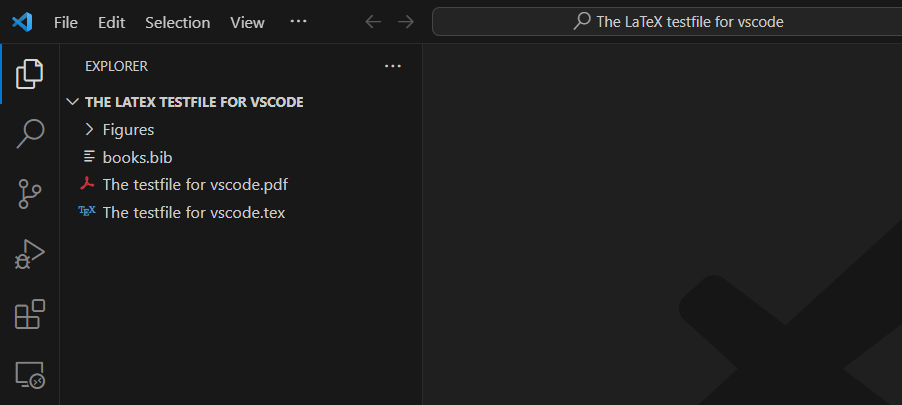 File Edit Selection View ···
The LaTeX testfile for vscode
EXPLORER ···
THE LATEX TESTFILE FOR VSCODE
Figures
books.bib
The testfile for vscode.pdf
TEX The testfile for vscode.tex